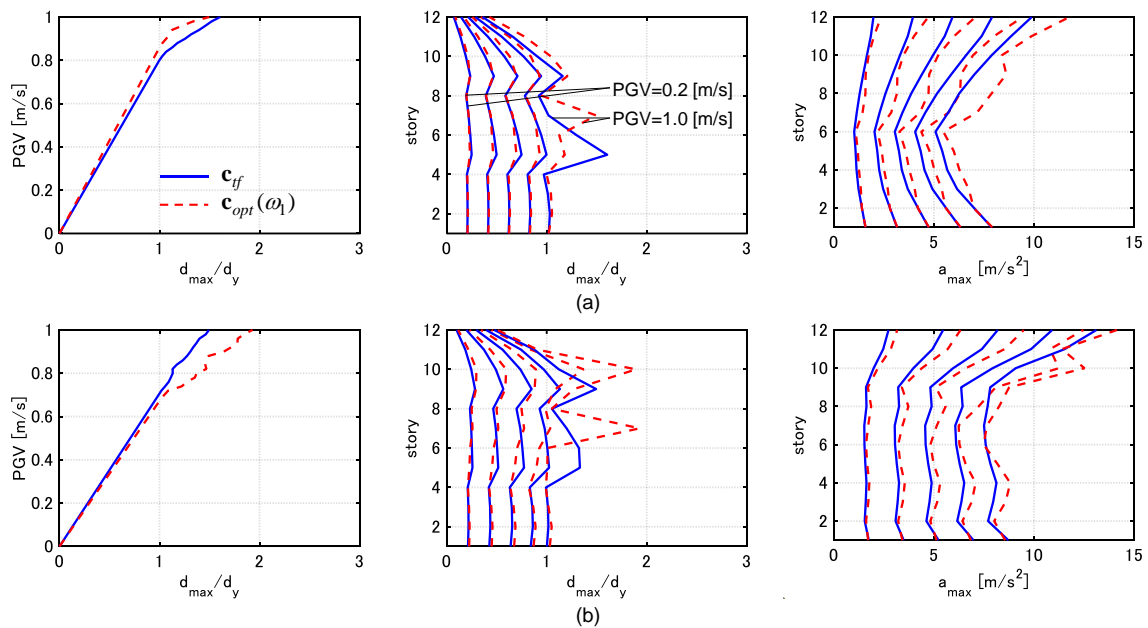 1
0.8
0.6
0.4
0.2
0
PGV [m/s]
c_tf
c_opt(ω_1)
0 1 2 3
d_max/d_y
12
10
8
6
4
2
story
PGV=0.2 [m/s]
PGV=1.0 [m/s]
0 1 2 3
d_max/d_y
12
10
8
6
4
2
story
0 5 10 15
a_max [m/s²]
(a)
1
0.8
0.6
0.4
0.2
0
PGV [m/s]
0 1 2 3
d_max/d_y
12
10
8
6
4
2
story
0 1 2 3
d_max/d_y
12
10
8
6
4
2
story
0 5 10 15
a_max [m/s²]
(b)